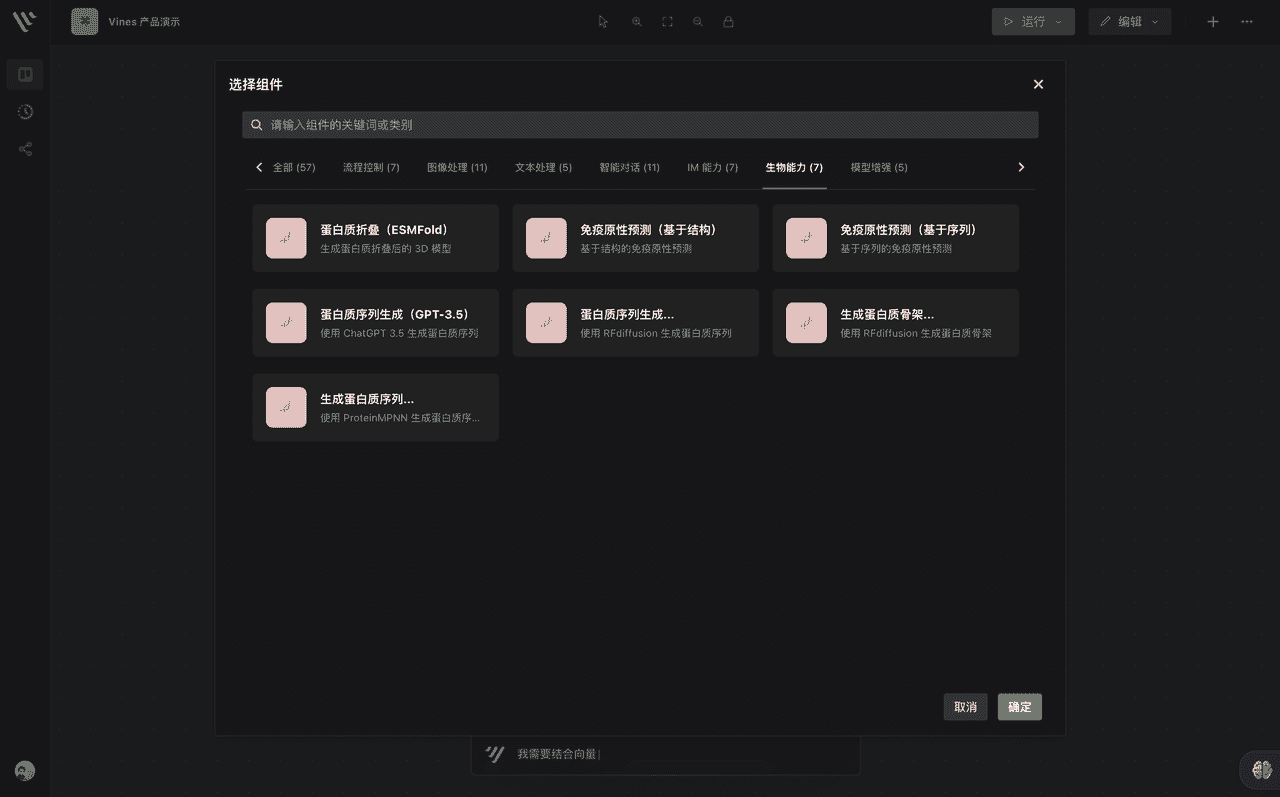 Vines 产品演示
运行
编辑
选择组件
请输入组件的关键词或类别
全部 (57)
流程控制 (7)
图像处理 (11)
文本处理 (5)
智能对话 (11)
IM 能力 (7)
生物能力 (7)
模型增强 (5)
蛋白质折叠（ESMFold）
生成蛋白质折叠后的 3D 模型
免疫原性预测（基于结构）
基于结构的免疫原性预测
免疫原性预测（基于序列）
基于序列的免疫原性预测
蛋白质序列生成（GPT-3.5）
使用 ChatGPT 3.5 生成蛋白质序列
蛋白质序列生成...
使用 RFdiffusion 生成蛋白质序列
生成蛋白质骨架...
使用 RFdiffusion 生成蛋白质骨架
生成蛋白质序列...
使用 ProteinMPNN 生成蛋白质序...
取消
确定
我需要结合向量